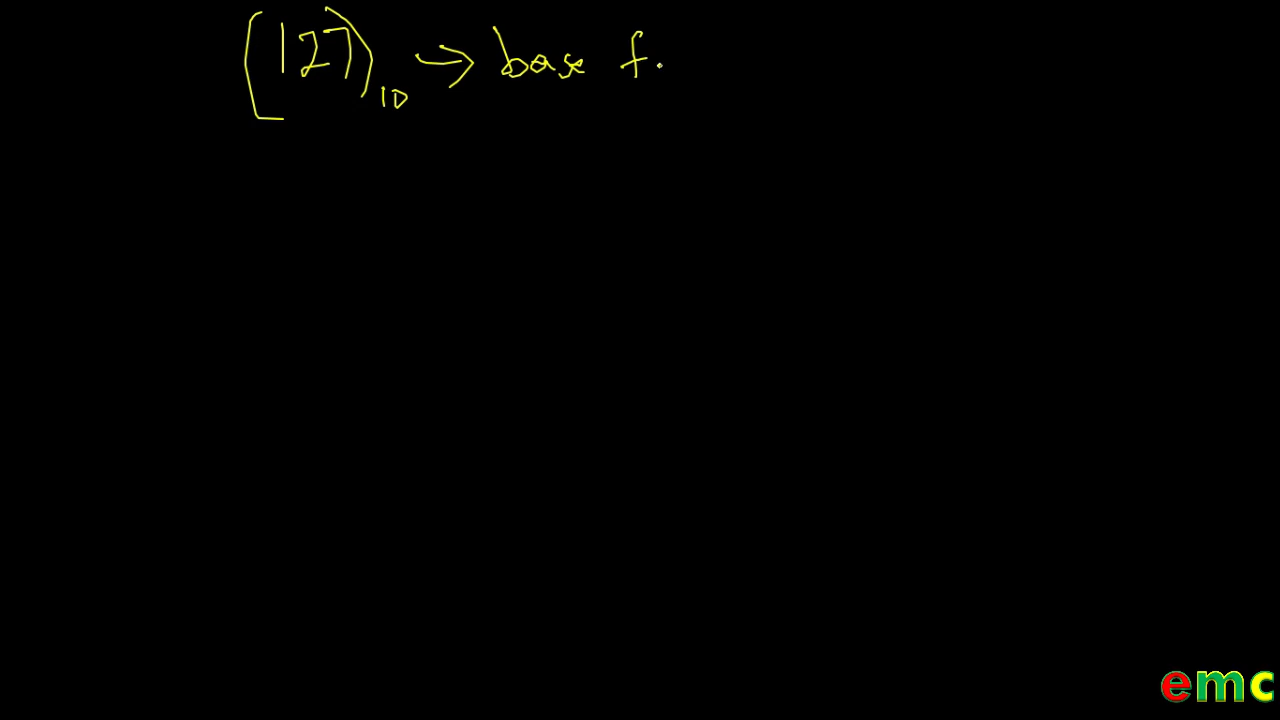 (127)₁₀ → base f.
emc